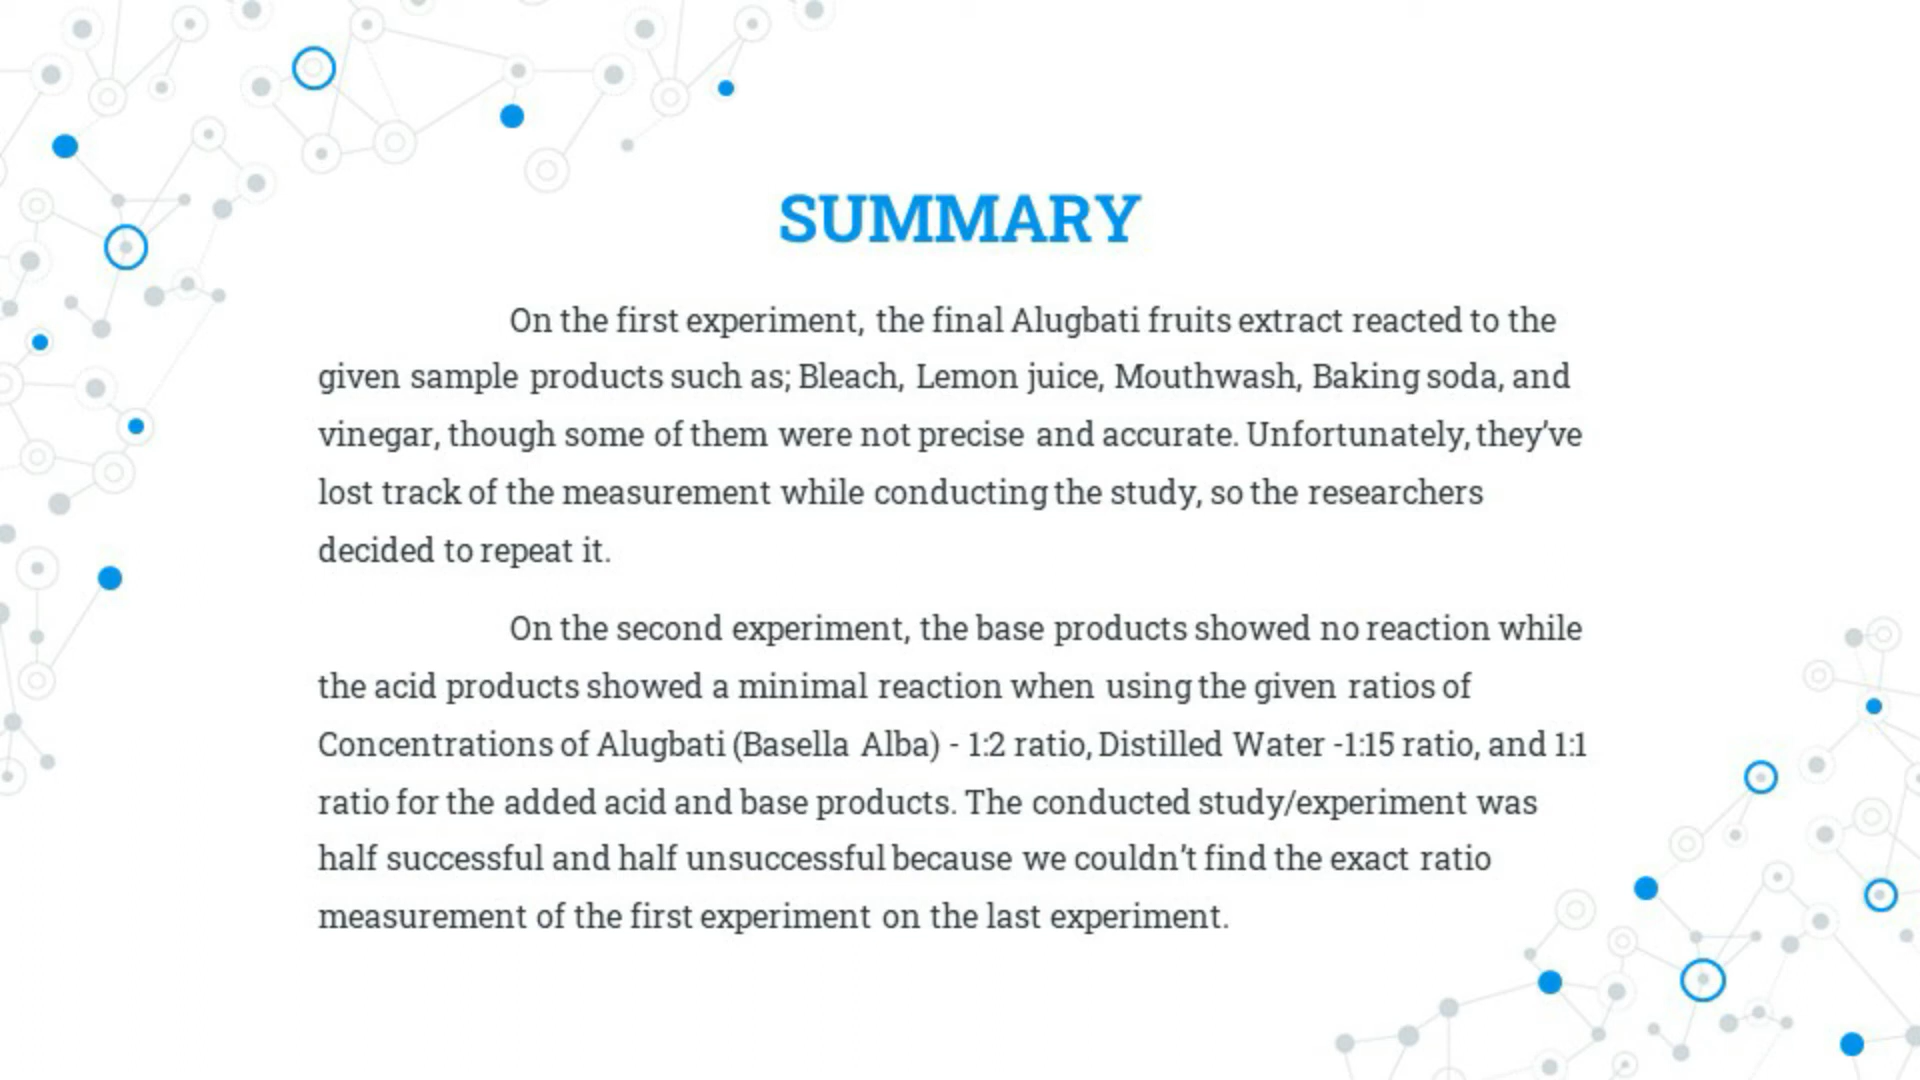 SUMMARY
On the first experiment, the final Alugbati fruits extract reacted to the
given sample products such as; Bleach, Lemon juice, Mouthwash, Baking soda, and
vinegar, though some of them were not precise and accurate. Unfortunately, they’ve
lost track of the measurement while conducting the study, so the researchers
decided to repeat it.
On the second experiment, the base products showed no reaction while
the acid products showed a minimal reaction when using the given ratios of
Concentrations of Alugbati (Basella Alba) - 1:2 ratio, Distilled Water -1:15 ratio, and 1:1
ratio for the added acid and base products. The conducted study/experiment was
half successful and half unsuccessful because we couldn’t find the exact ratio
measurement of the first experiment on the last experiment.